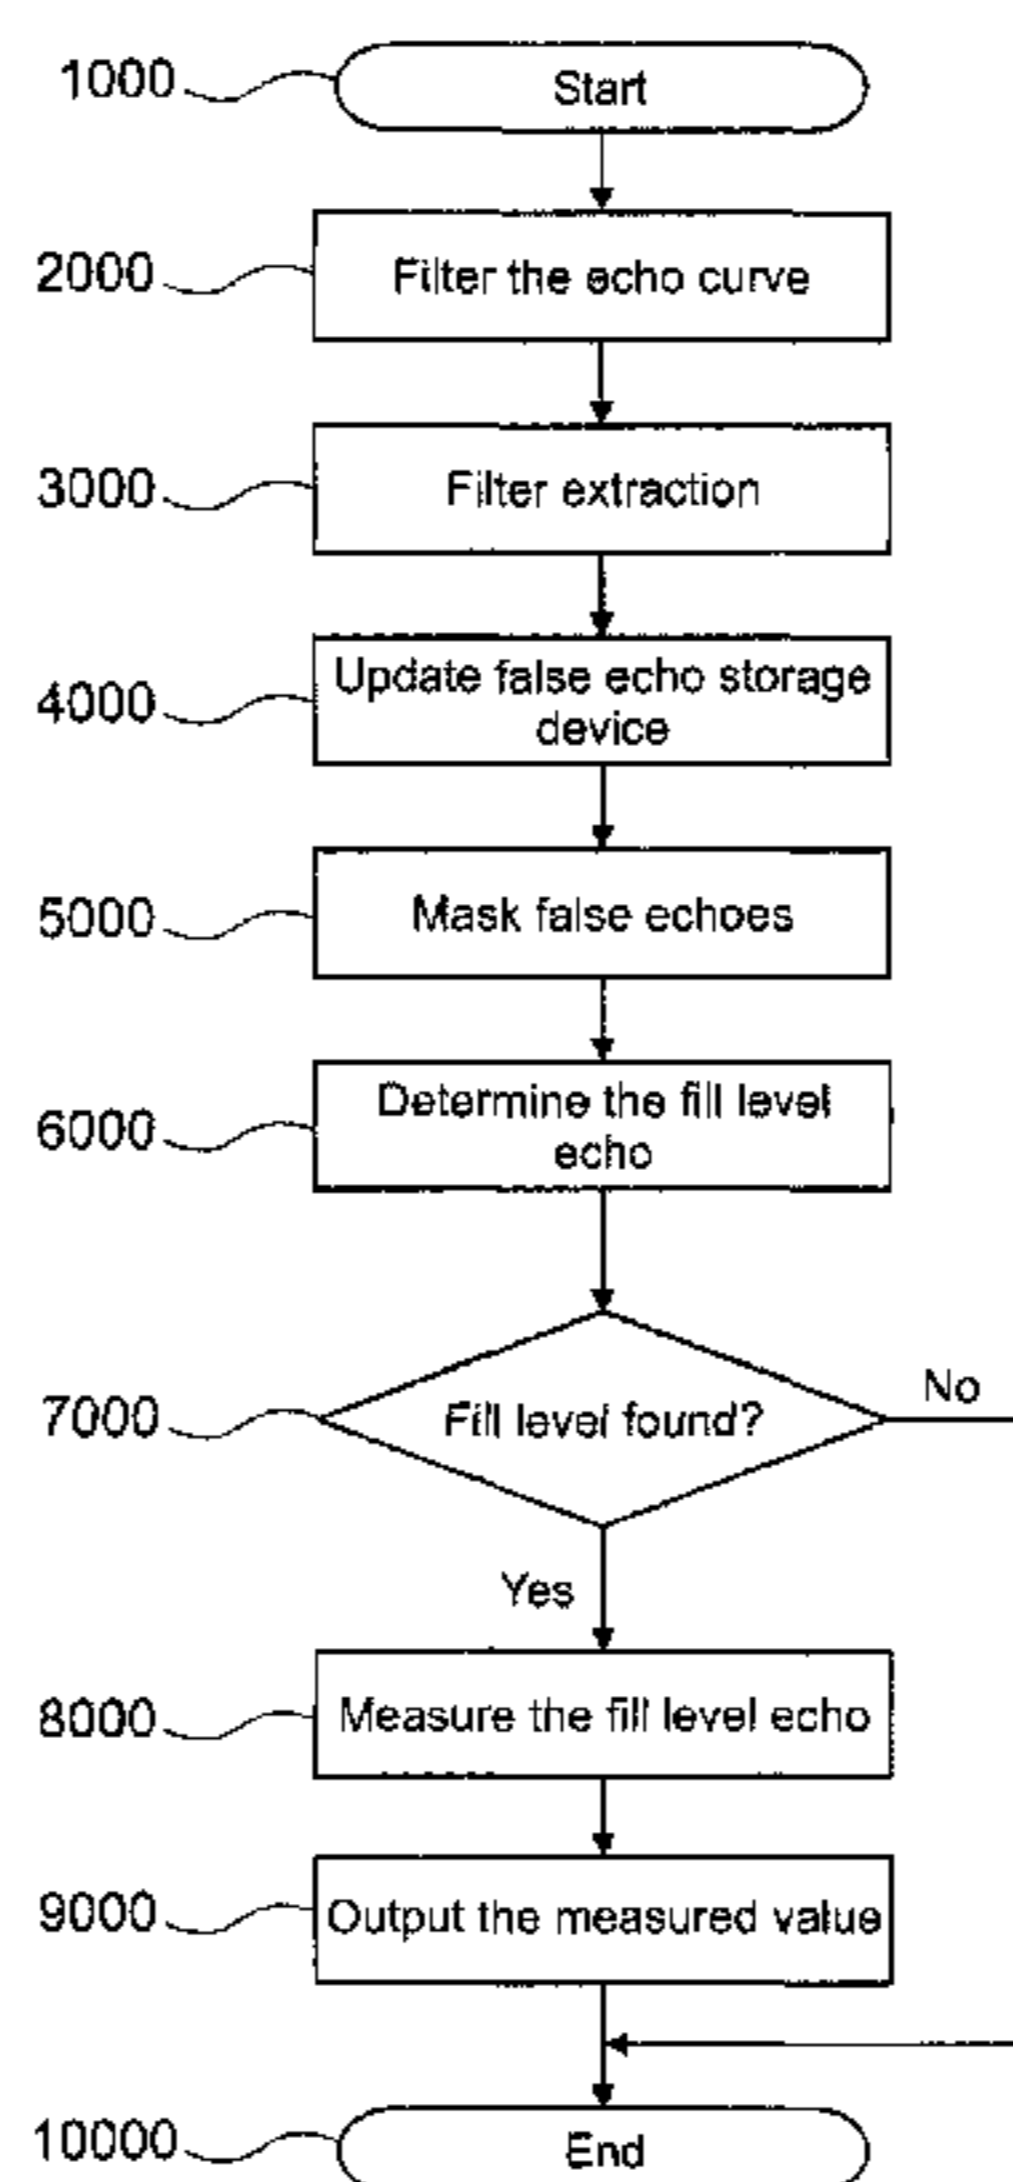 1000
Start
2000
Filter the echo curve
3000
Filter extraction
4000
Update false echo storage
device
5000
Mask false echoes
6000
Determine the fill level
echo
7000
Fill level found?
No
Yes
8000
Measure the fill level echo
9000
Output the measured value
10000
End